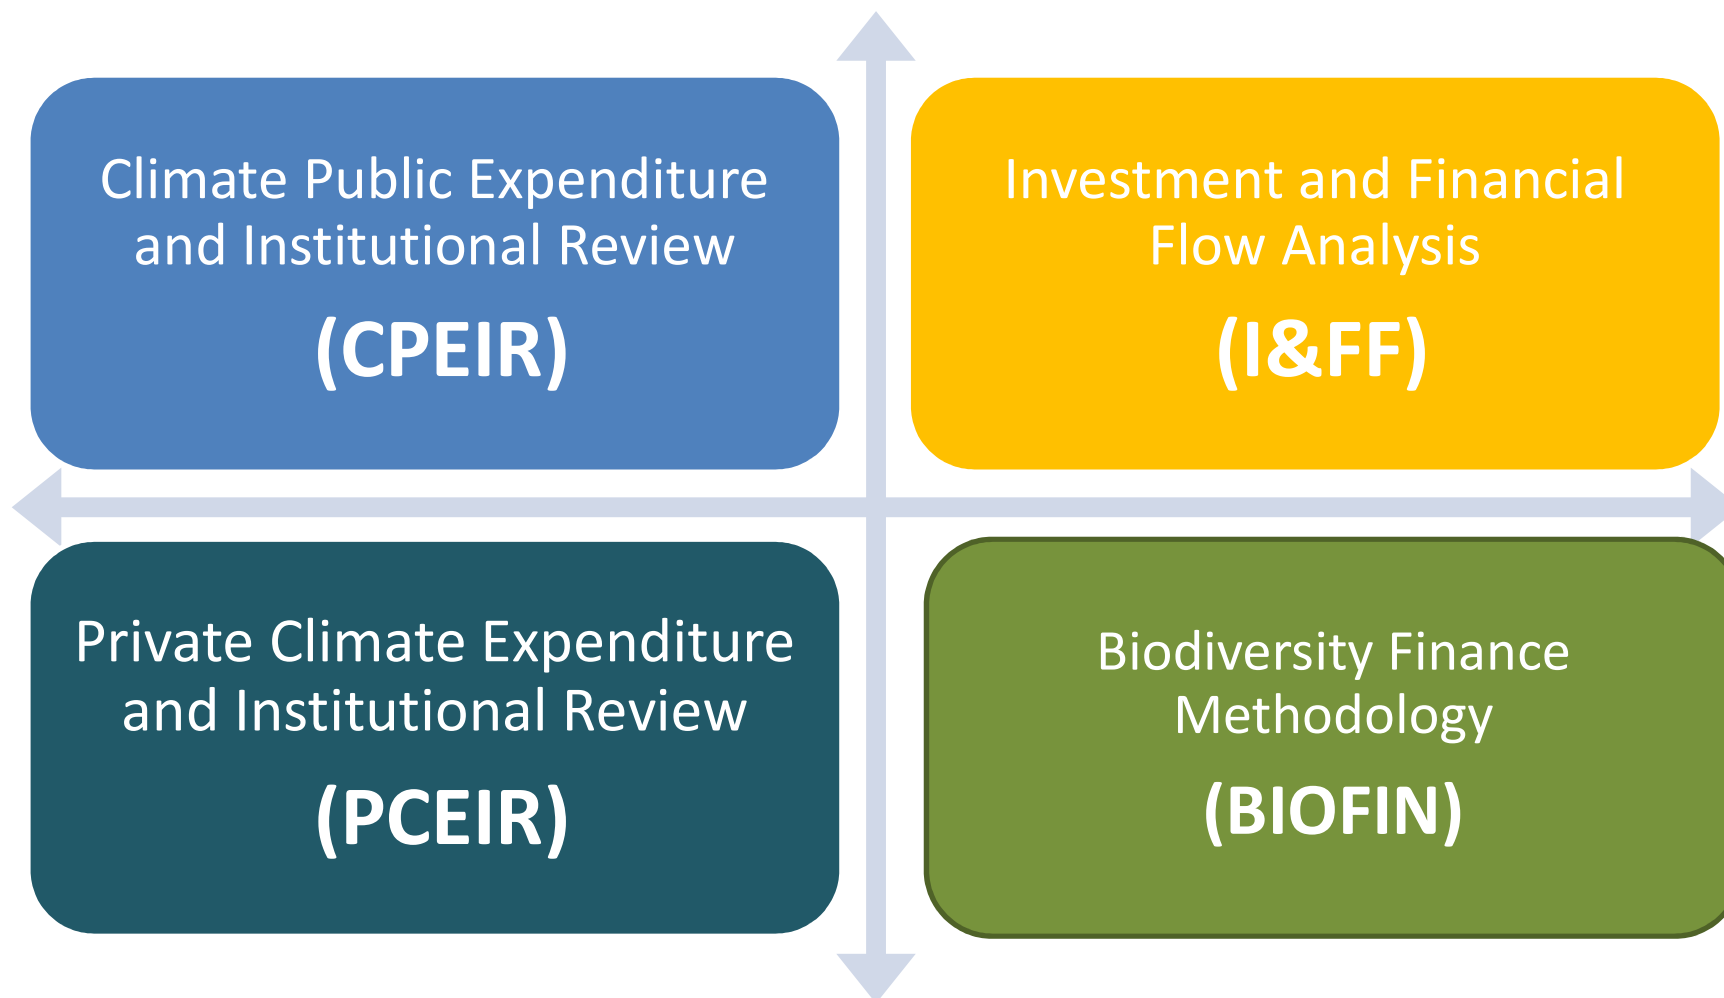 Climate Public Expenditure
and Institutional Review
(CPEIR)
Investment and Financial
Flow Analysis
(I&FF)
Private Climate Expenditure
and Institutional Review
(PCEIR)
Biodiversity Finance
Methodology
(BIOFIN)